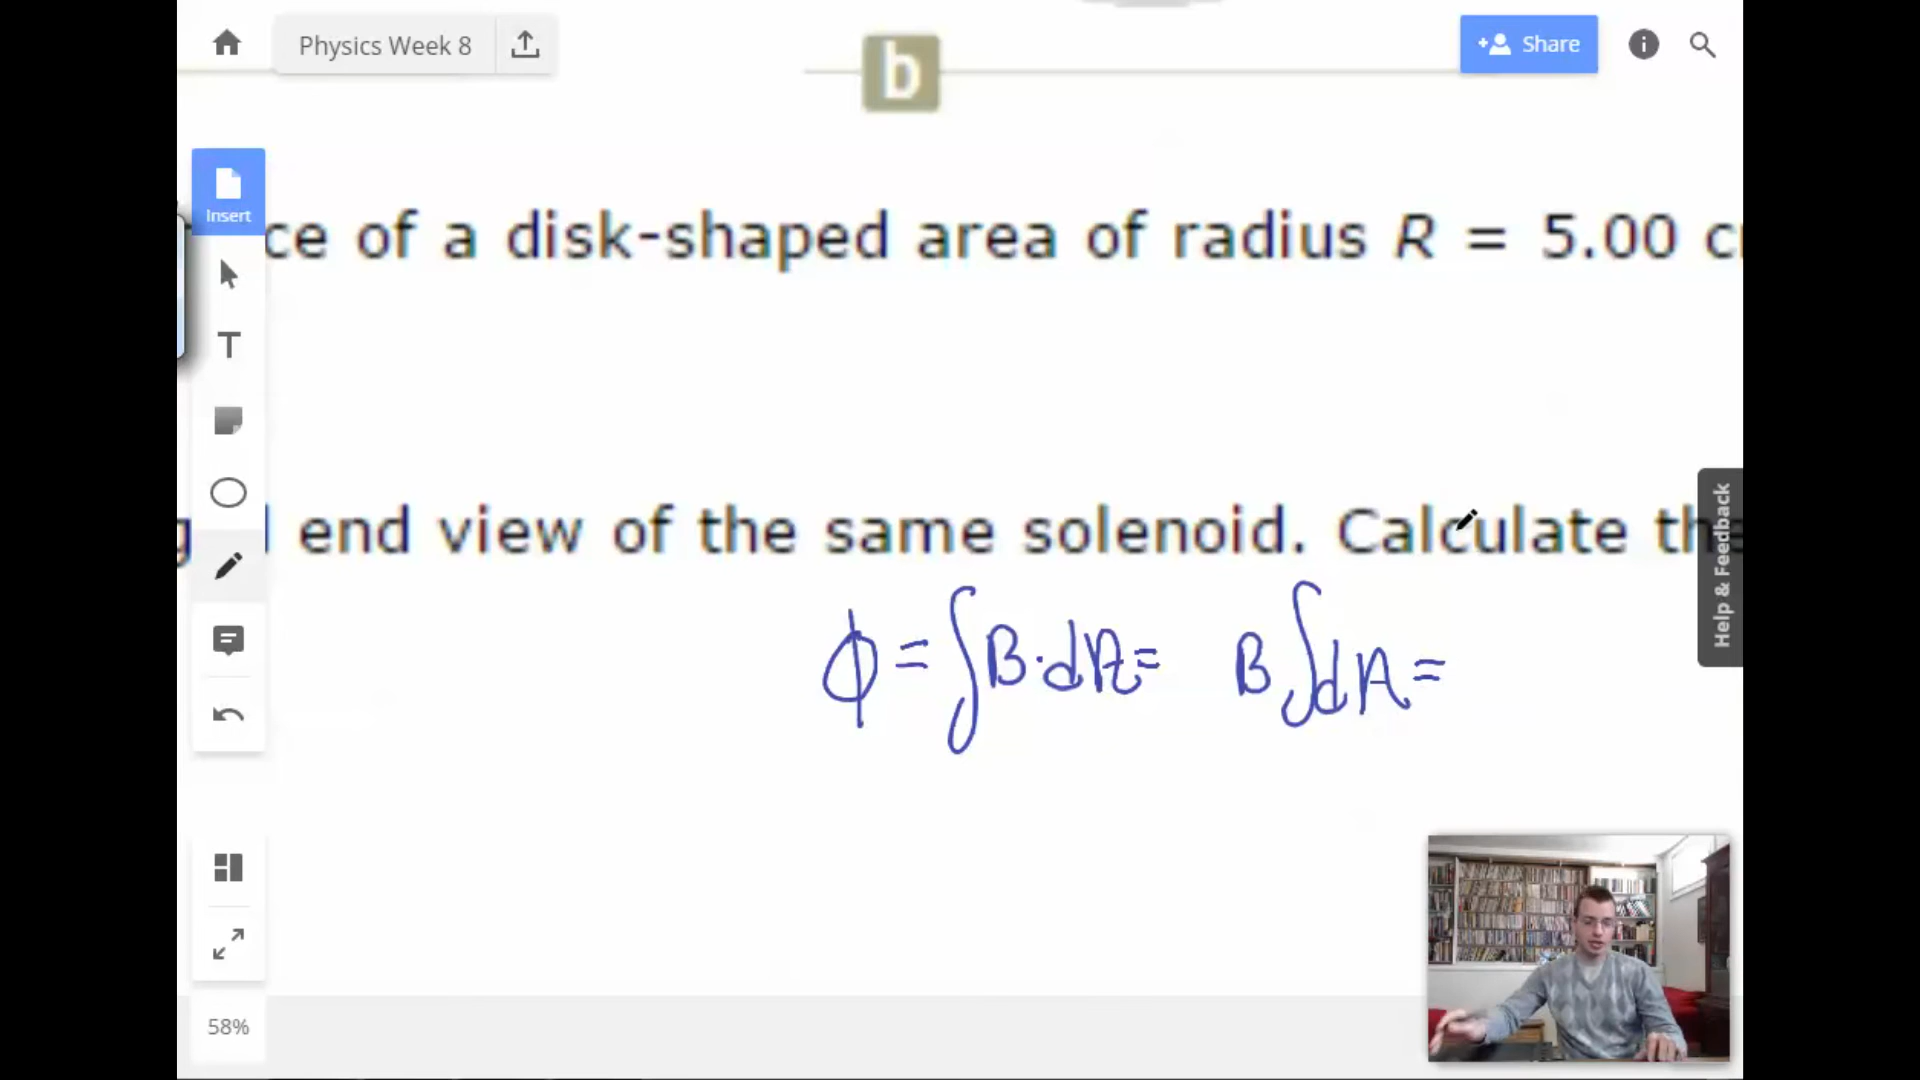 Physics Week 8
Share
b
Insert
ce of a disk-shaped area of radius R = 5.00
end view of the same solenoid. Calculate
T
Help & Feedback
ϕ = ∫B·dA = B∫dA =
58%